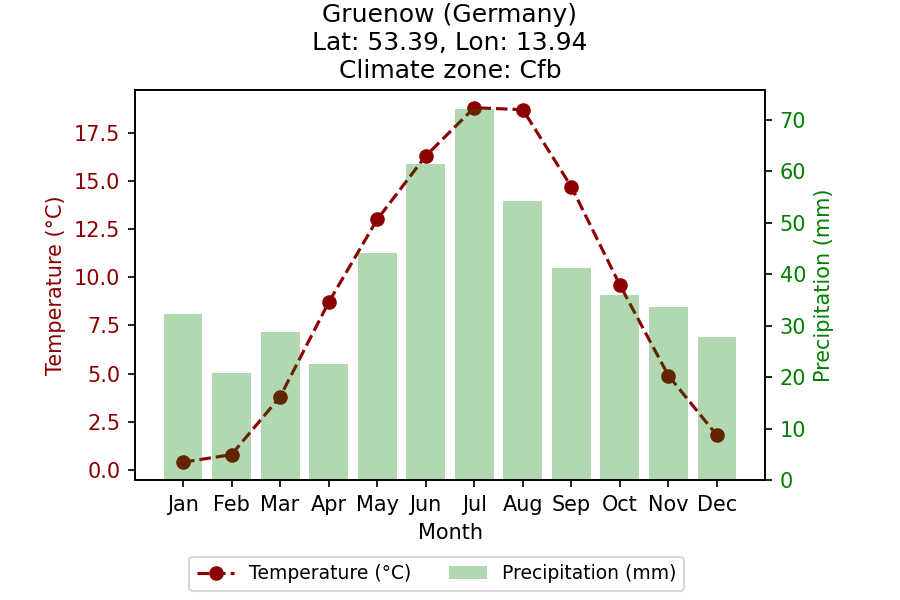 Gruenow (Germany)
Lat: 53.39, Lon: 13.94
Climate zone: Cfb
Temperature (°C)
17.5
15.0
12.5
10.0
7.5
5.0
2.5
0.0
70
60
50
40
30
20
10
0
Precipitation (mm)
Jan Feb Mar Apr May Jun Jul Aug Sep Oct Nov Dec
Month
Temperature (°C) Precipitation (mm)